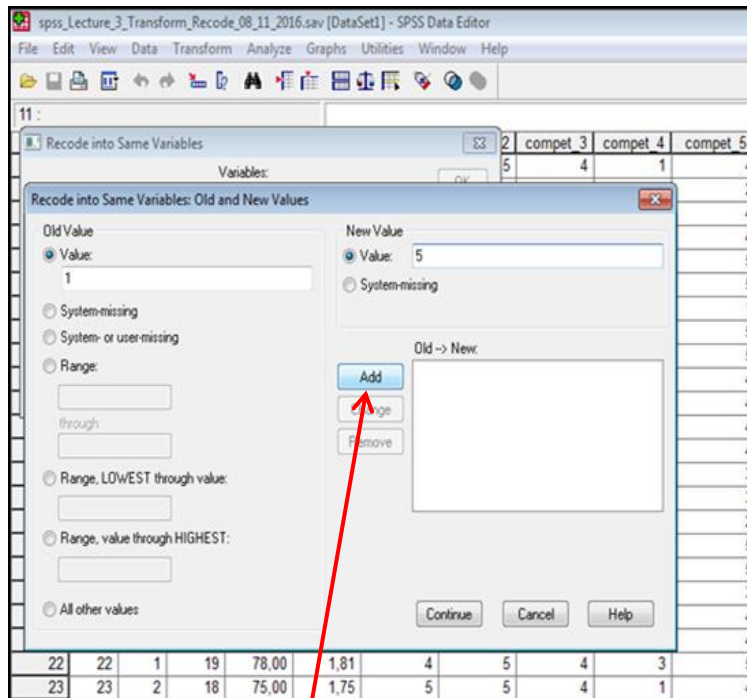 spss_Lecture_3_Transform_Recode_08_11_2016.sav [DataSet1] - SPSS Data Editor
File Edit View Data Transform Analyze Graphs Utilities Window Help
11 :
Recode into Same Variables
2 compet_3 compet_4 compet_5
Variables:
OK
5 4 1
Recode into Same Variables: Old and New Values
Old Value
New Value
Value:
1
Value: 5
System-missing
System-missing
System- or user-missing
Range:
through
Range, LOWEST through value:
Range, value through HIGHEST:
All other values
Old --> New:
Add
Change
Remove
Continue Cancel Help
22 22 1 19 78,00 1,81 4 5 4 3
23 23 2 18 75,00 1,75 5 5 4 1